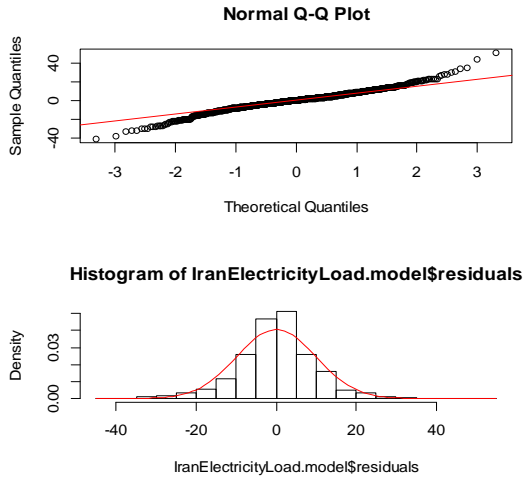 Normal Q-Q Plot
Sample Quantiles
40
0
-40
-3 -2 -1 0 1 2 3
Theoretical Quantiles
Histogram of IranElectricityLoad.model$residuals
Density
0.03
0.00
-40 -20 0 20 40
IranElectricityLoad.model$residuals